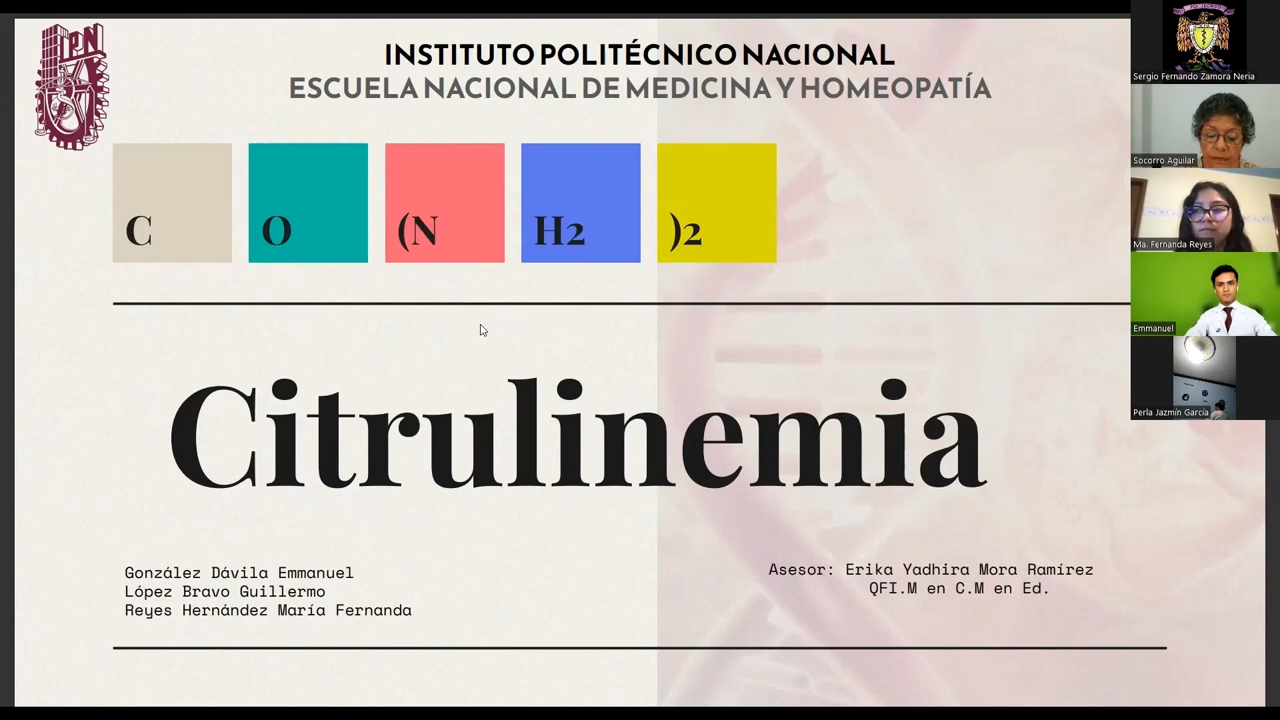 IPN
INSTITUTO POLITÉCNICO NACIONAL
ESCUELA NACIONAL DE MEDICINA Y HOMEOPATÍA
C
O
(N
H2
)2
Citrulinemia
González Dávila Emmanuel
López Bravo Guillermo
Reyes Hernández María Fernanda
Asesor: Erika Yadhira Mora Ramírez
QFI.M en C.M en Ed.
Sergio Fernando Zamora Neria
Socorro Aguilar
Ma. Fernanda Reyes
Emmanuel
Perla Jazmín García